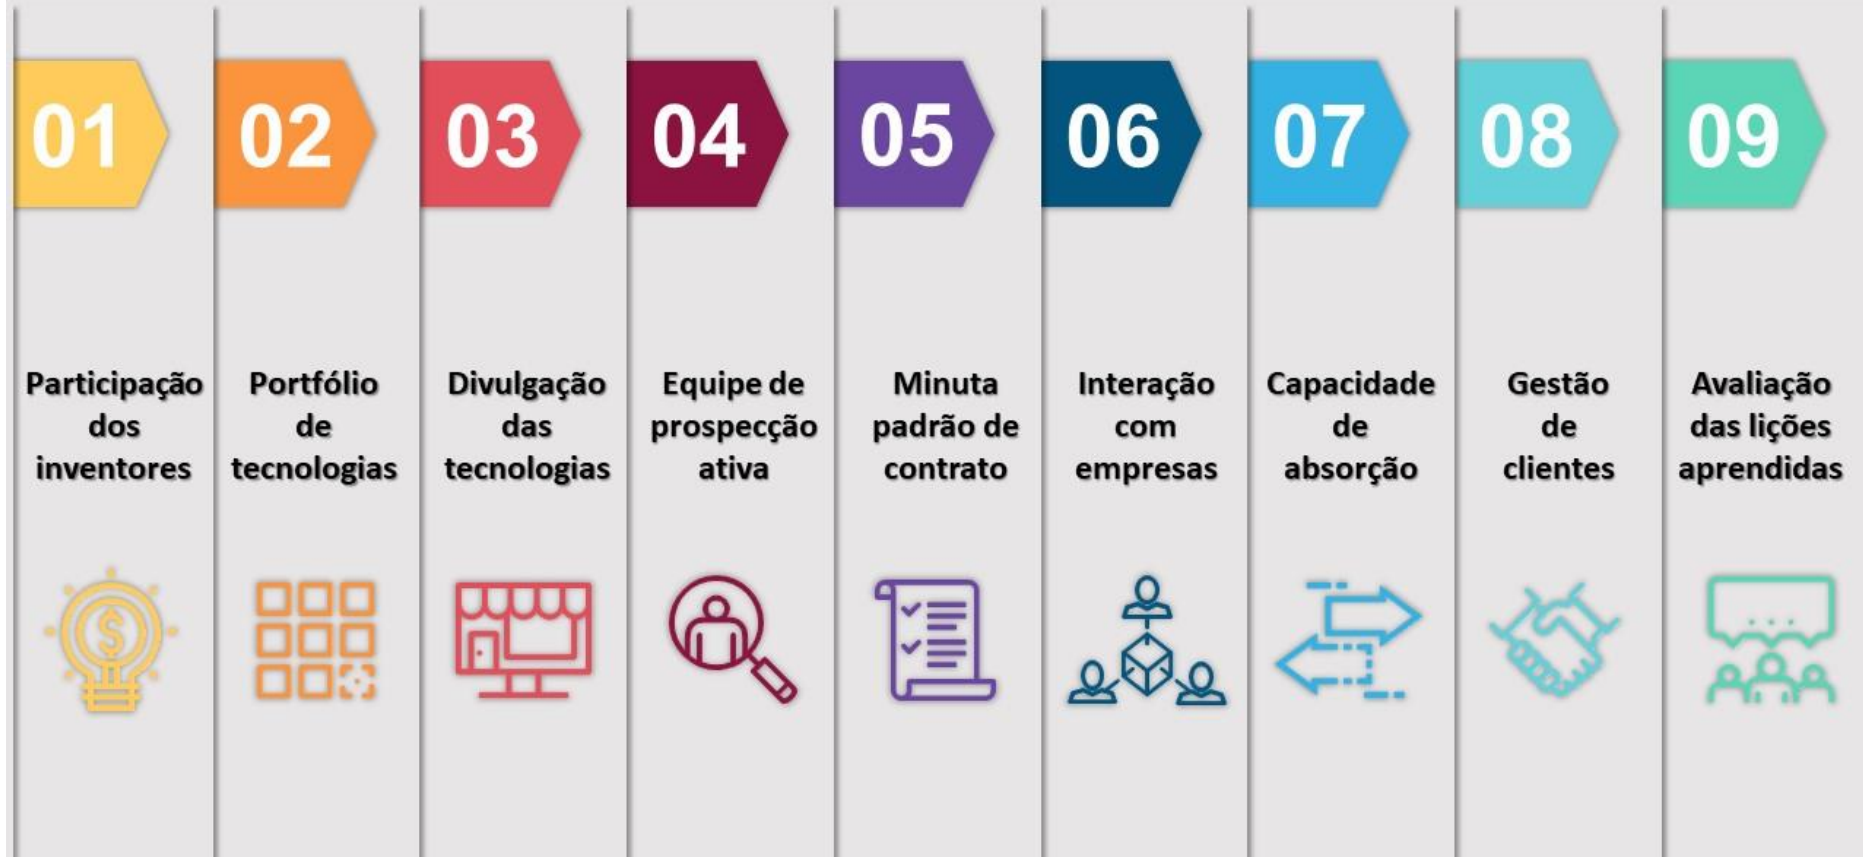 01
Participação
dos
inventores
02
Portfólio
de
tecnologias
03
Divulgação
das
tecnologias
04
Equipe de
prospecção
ativa
05
Minuta
padrão de
contrato
06
Interação
com
empresas
07
Capacidade
de
absorção
08
Gestão
de
clientes
09
Avaliação
das lições
aprendidas